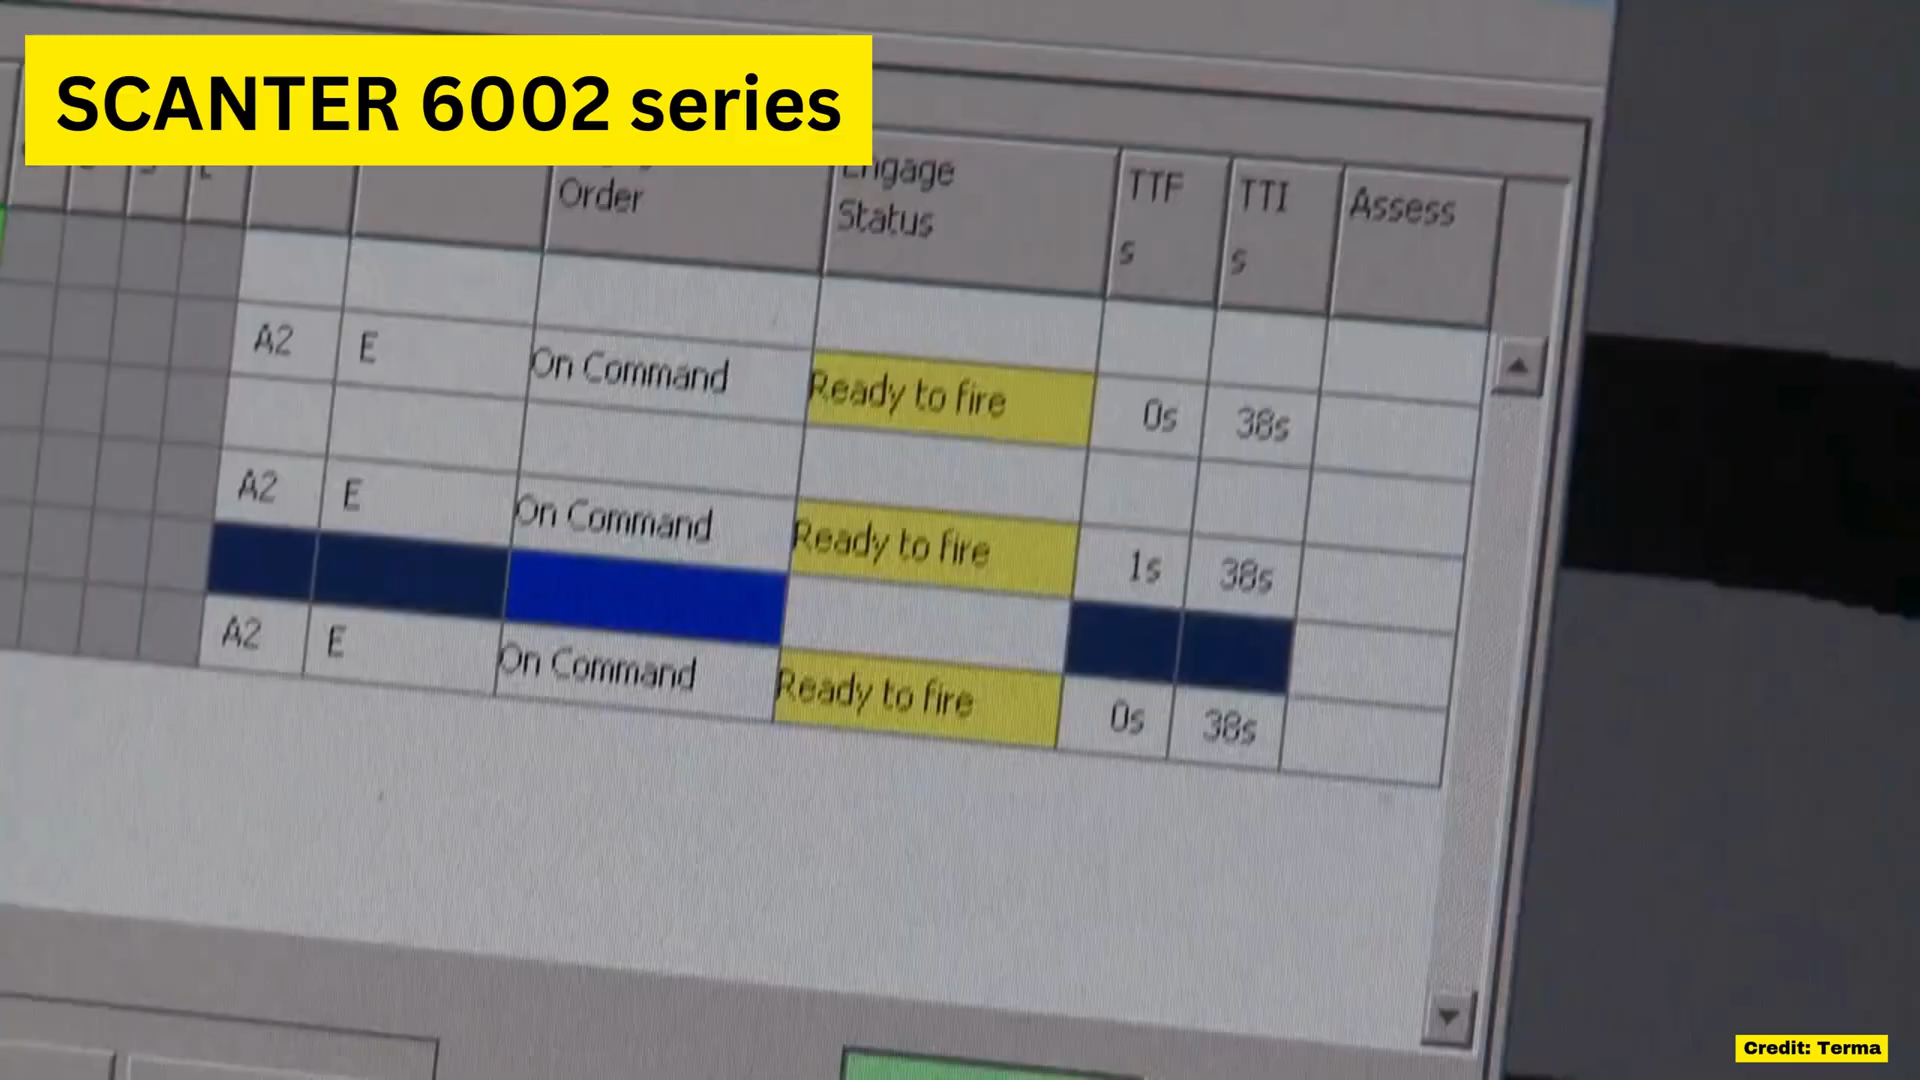 SCANTER 6002 series
Order
Engage
Status
TTF
s
TTI
s
Assess
A2 E On Command Ready to fire 0s 38s
A2 E On Command Ready to fire 1s 38s
A2 E On Command Ready to fire 0s 38s
Credit: Terma